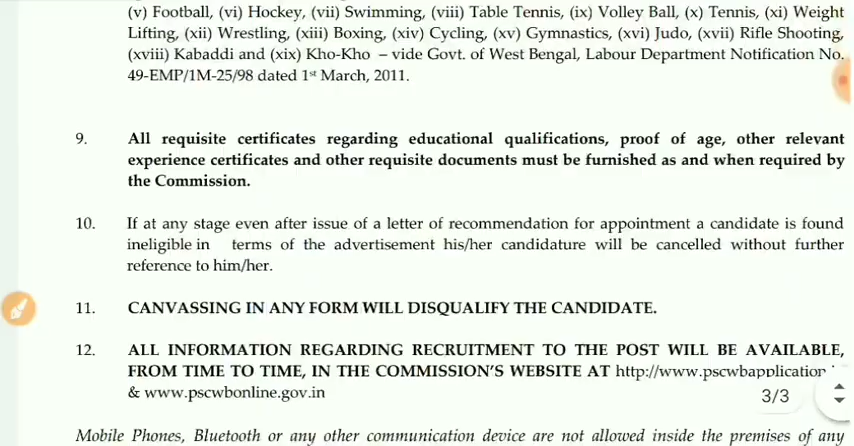 (v) Football, (vi) Hockey, (vii) Swimming, (viii) Table Tennis, (ix) Volley Ball, (x) Tennis, (xi) Weight
Lifting, (xii) Wrestling, (xiii) Boxing, (xiv) Cycling, (xv) Gymnastics, (xvi) Judo, (xvii) Rifle Shooting,
(xviii) Kabaddi and (xix) Kho-Kho – vide Govt. of West Bengal, Labour Department Notification No.
49-EMP/1M-25/98 dated 1st March, 2011.
9. All requisite certificates regarding educational qualifications, proof of age, other relevant
experience certificates and other requisite documents must be furnished as and when required by
the Commission.
10. If at any stage even after issue of a letter of recommendation for appointment a candidate is found
ineligible in terms of the advertisement his/her candidature will be cancelled without further
reference to him/her.
11. CANVASSING IN ANY FORM WILL DISQUALIFY THE CANDIDATE.
12. ALL INFORMATION REGARDING RECRUITMENT TO THE POST WILL BE AVAILABLE,
FROM TIME TO TIME, IN THE COMMISSION'S WEBSITE AT http://www.pscwbapplication
& www.pscwbonline.gov.in
3/3
Mobile Phones, Bluetooth or any other communication device are not allowed inside the premises of any